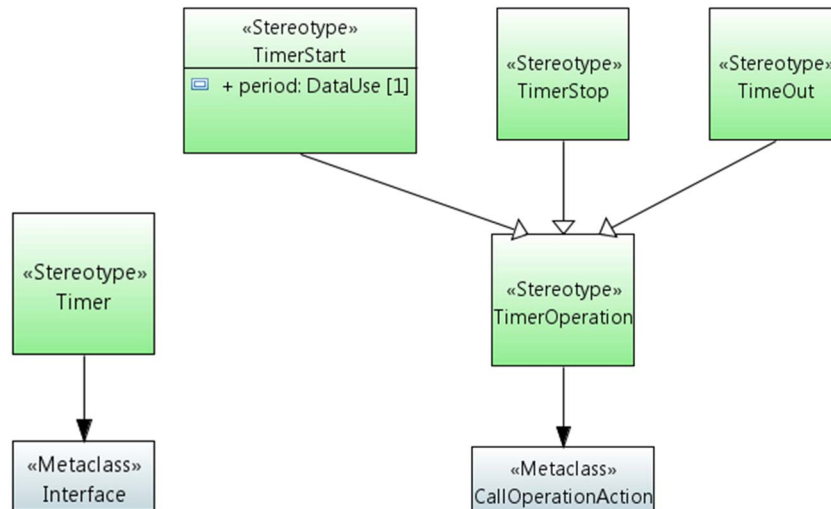 «Stereotype»
TimerStart
+ period: DataUse [1]
«Stereotype»
TimerStop
«Stereotype»
TimeOut
«Stereotype»
Timer
«Stereotype»
TimerOperation
«Metaclass»
Interface
«Metaclass»
CallOperationAction